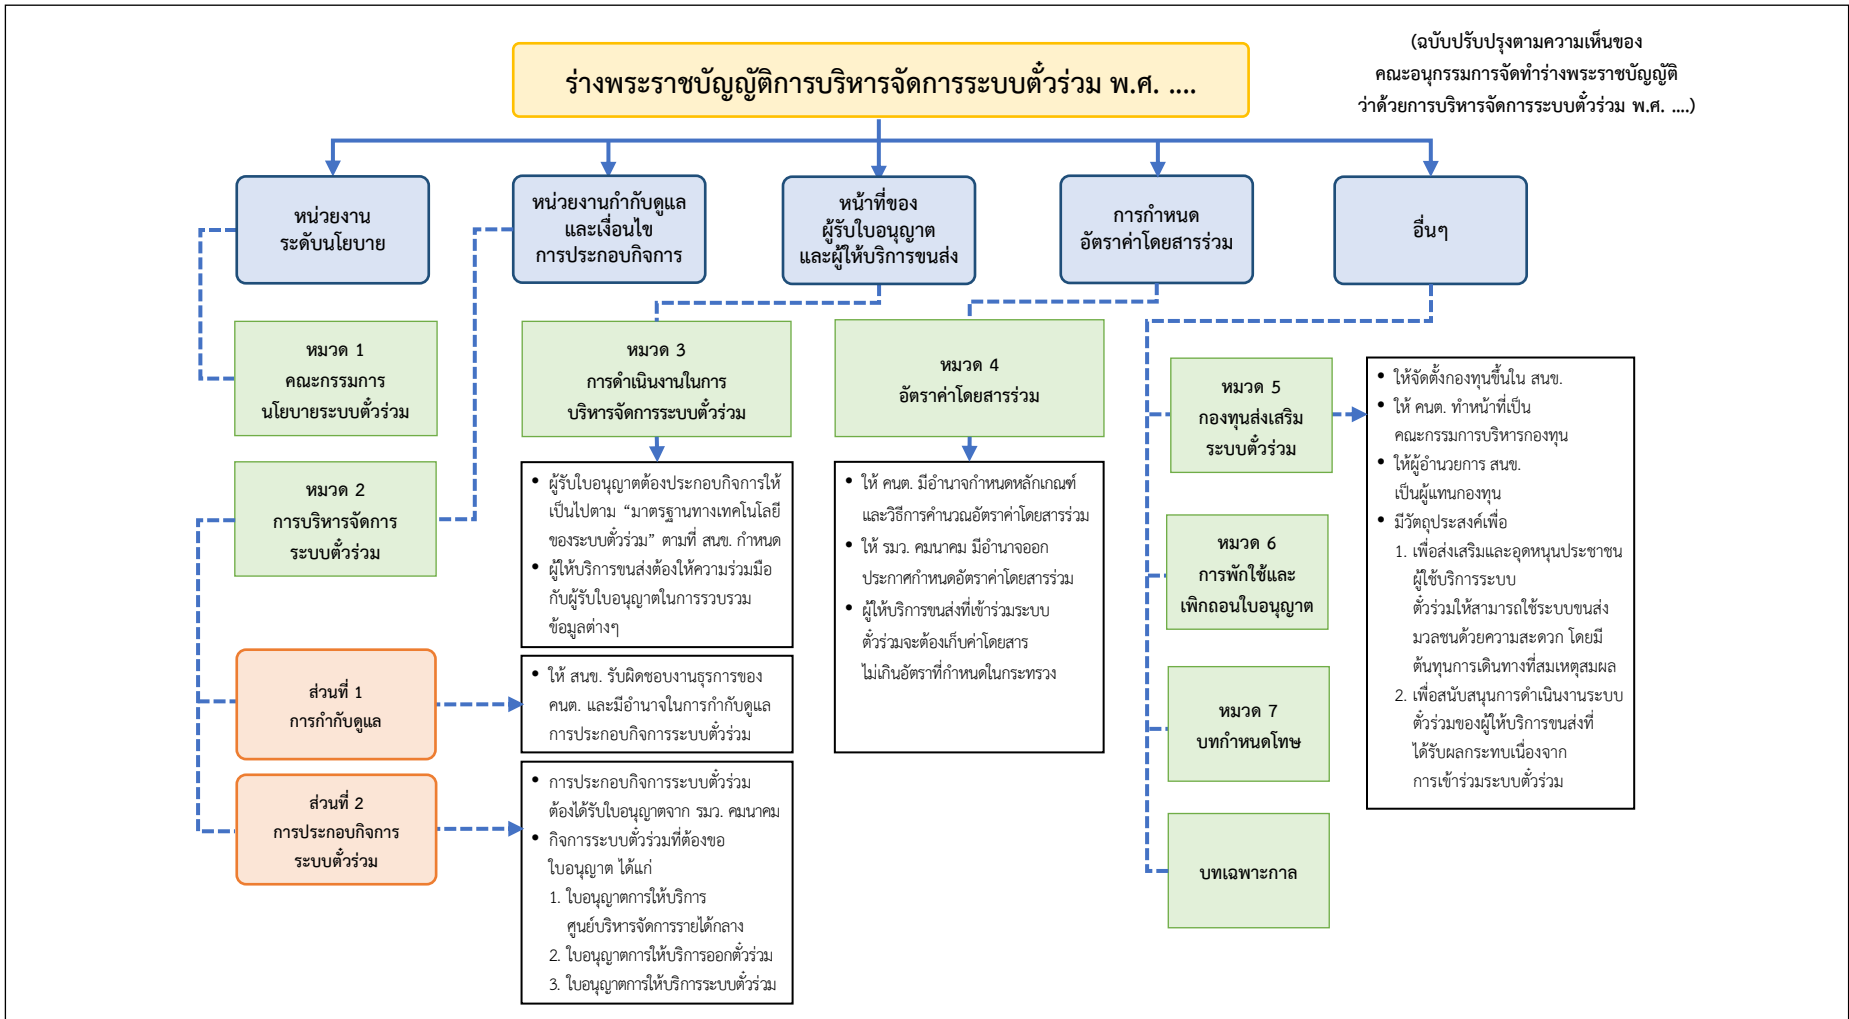 (ฉบับปรับปรุงตามความเห็นของ
คณะอนุกรรมการจัดทำร่างพระราชบัญญัติ
ว่าด้วยการบริหารจัดการระบบตั๋วร่วม พ.ศ. ....)
ร่างพระราชบัญญัติการบริหารจัดการระบบตั๋วร่วม พ.ศ. ....
หน่วยงาน
ระดับนโยบาย
หน่วยงานกำกับดูแล
และเงื่อนไข
การประกอบกิจการ
หน้าที่ของ
ผู้รับใบอนุญาต
และผู้ให้บริการขนส่ง
การกำหนด
อัตราค่าโดยสารร่วม
อื่นๆ
หมวด 1
คณะกรรมการ
นโยบายระบบตั๋วร่วม
หมวด 2
การบริหารจัดการ
ระบบตั๋วร่วม
ส่วนที่ 1
การกำกับดูแล
ส่วนที่ 2
การประกอบกิจการ
ระบบตั๋วร่วม
หมวด 3
การดำเนินงานในการ
บริหารจัดการระบบตั๋วร่วม
• ผู้รับใบอนุญาตต้องประกอบกิจการให้
เป็นไปตาม “มาตรฐานทางเทคโนโลยี
ของระบบตั๋วร่วม” ตามที่ สนข. กำหนด
• ผู้ให้บริการขนส่งต้องให้ความร่วมมือ
กับผู้รับใบอนุญาตในการรวบรวม
ข้อมูลต่างๆ
• ให้ สนข. รับผิดชอบงานธุรการของ
คนต. และมีอำนาจในการกำกับดูแล
การประกอบกิจการระบบตั๋วร่วม
• การประกอบกิจการระบบตั๋วร่วม
ต้องได้รับใบอนุญาตจาก รมว. คมนาคม
• กิจการระบบตั๋วร่วมที่ต้องขอ
ใบอนุญาต ได้แก่
1. ใบอนุญาตการให้บริการ
ศูนย์บริหารจัดการรายได้กลาง
2. ใบอนุญาตการให้บริการออกตั๋วร่วม
3. ใบอนุญาตการให้บริการระบบตั๋วร่วม
หมวด 4
อัตราค่าโดยสารร่วม
• ให้ คนต. มีอำนาจกำหนดหลักเกณฑ์
และวิธีการคำนวณอัตราค่าโดยสารร่วม
• ให้ รมว. คมนาคม มีอำนาจออก
ประกาศกำหนดอัตราค่าโดยสารร่วม
• ผู้ให้บริการขนส่งที่เข้าร่วมระบบ
ตั๋วร่วมจะต้องเก็บค่าโดยสาร
ไม่เกินอัตราที่กำหนดในกระทรวง
หมวด 5
กองทุนส่งเสริม
ระบบตั๋วร่วม
หมวด 6
การพักใช้และ
เพิกถอนใบอนุญาต
หมวด 7
บทกำหนดโทษ
บทเฉพาะกาล
• ให้จัดตั้งกองทุนขึ้นใน สนข.
• ให้ คนต. ทำหน้าที่เป็น
คณะกรรมการบริหารกองทุน
• ให้ผู้อำนวยการ สนข.
เป็นผู้แทนกองทุน
• มีวัตถุประสงค์เพื่อ
1. เพื่อส่งเสริมและอุดหนุนประชาชน
ผู้ใช้บริการระบบ
ตั๋วร่วมให้สามารถใช้ระบบขนส่ง
มวลชนด้วยความสะดวก โดยมี
ต้นทุนการเดินทางที่สมเหตุสมผล
2. เพื่อสนับสนุนการดำเนินงานระบบ
ตั๋วร่วมของผู้ให้บริการขนส่งที่
ได้รับผลกระทบเนื่องจาก
การเข้าร่วมระบบตั๋วร่วม